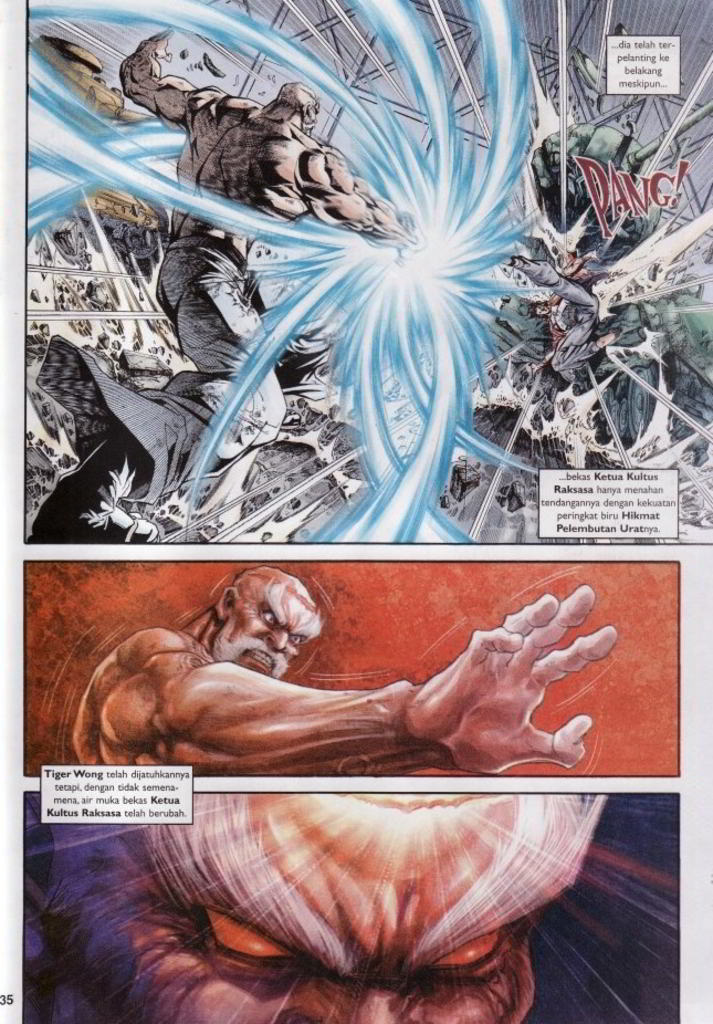 ...dia telah ter-
pelanting ke
belakang
meskipun...
PANG!
...bekas Ketua Kultus
Raksasa hanya menahan
tendangannya dengan kekuatan
peringkat biru Hikmat
Pelembutan Uratnya.
Tiger Wong telah dijatuhkannya
tetapi, dengan tidak semena-
mena, air muka bekas Ketua
Kultus Raksasa telah berubah.
35